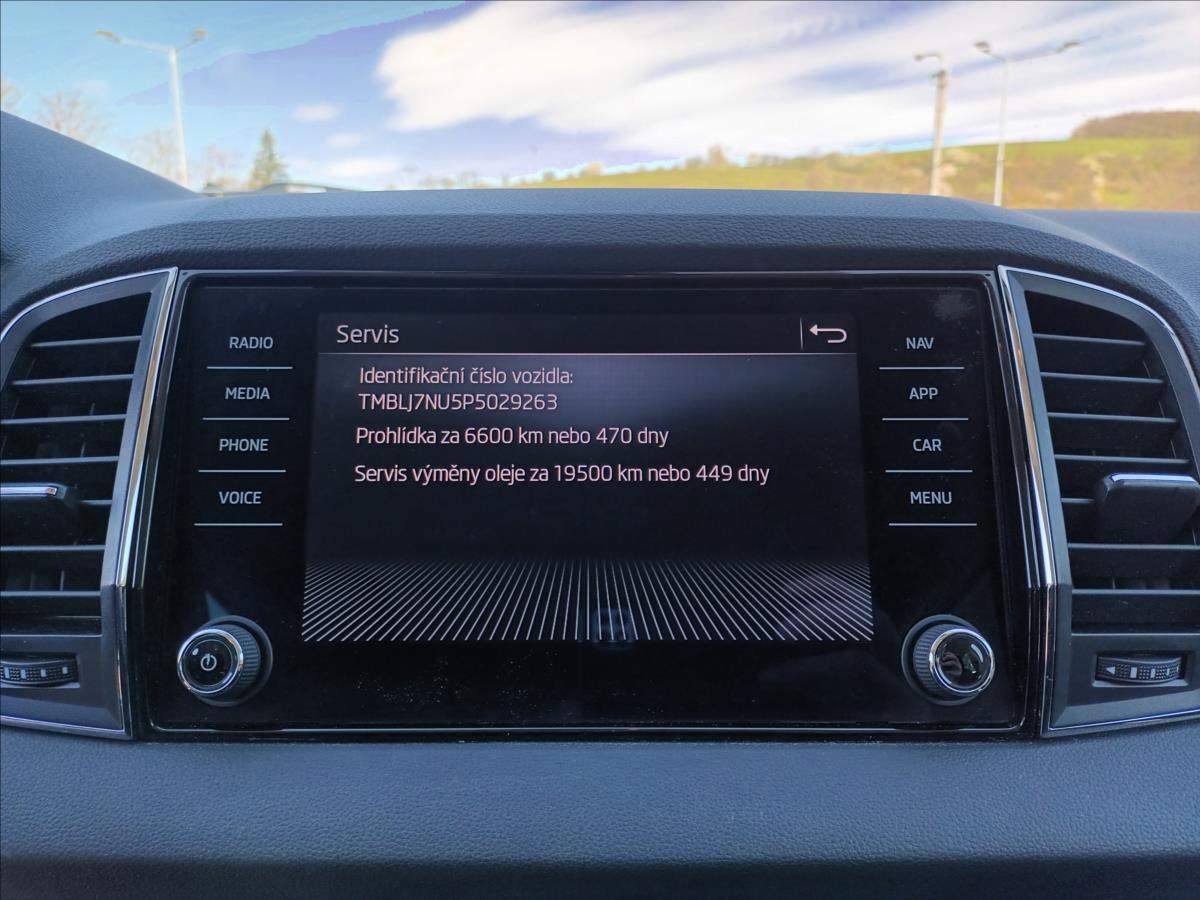 Servis
Identifikační číslo vozidla:
TMBLJ7NU5P5029263
Prohlídka za 6600 km nebo 470 dny
Servis výměny oleje za 19500 km nebo 449 dny
RADIO
MEDIA
PHONE
VOICE
NAV
APP
CAR
MENU